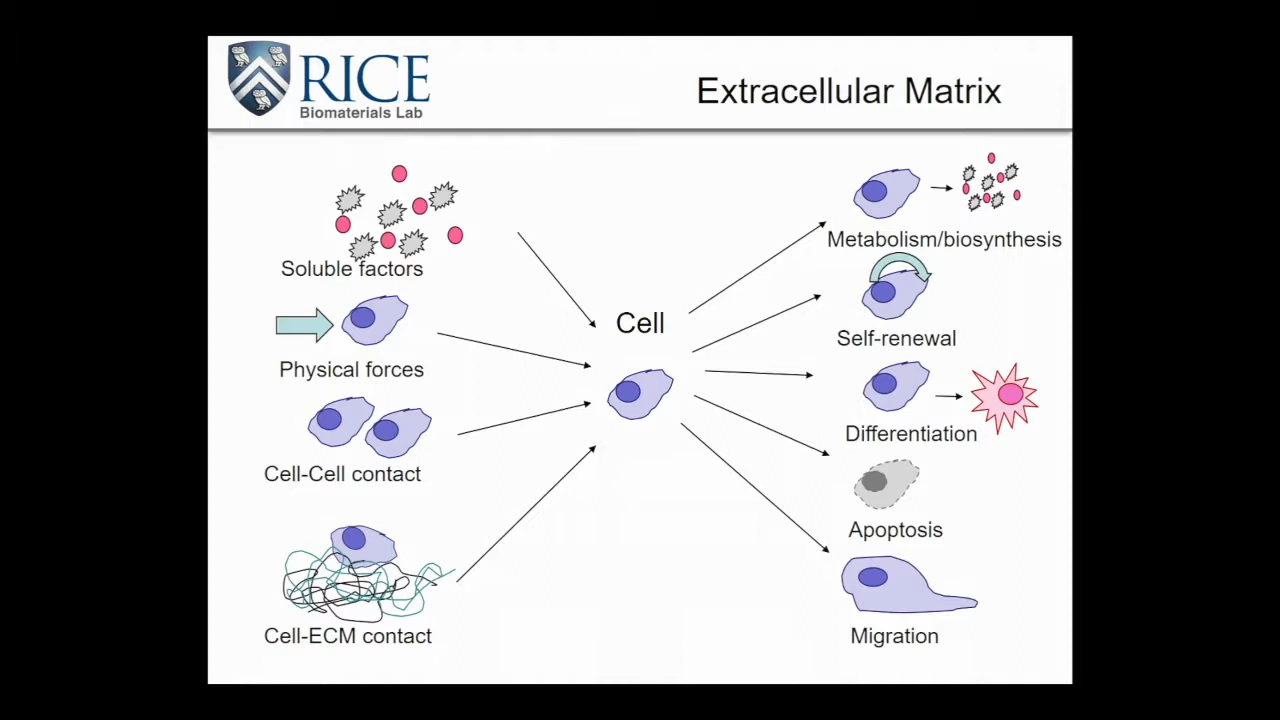 RICE
Biomaterials Lab
Extracellular Matrix
Soluble factors
Physical forces
Cell-Cell contact
Cell-ECM contact
Cell
Metabolism/biosynthesis
Self-renewal
Differentiation
Apoptosis
Migration